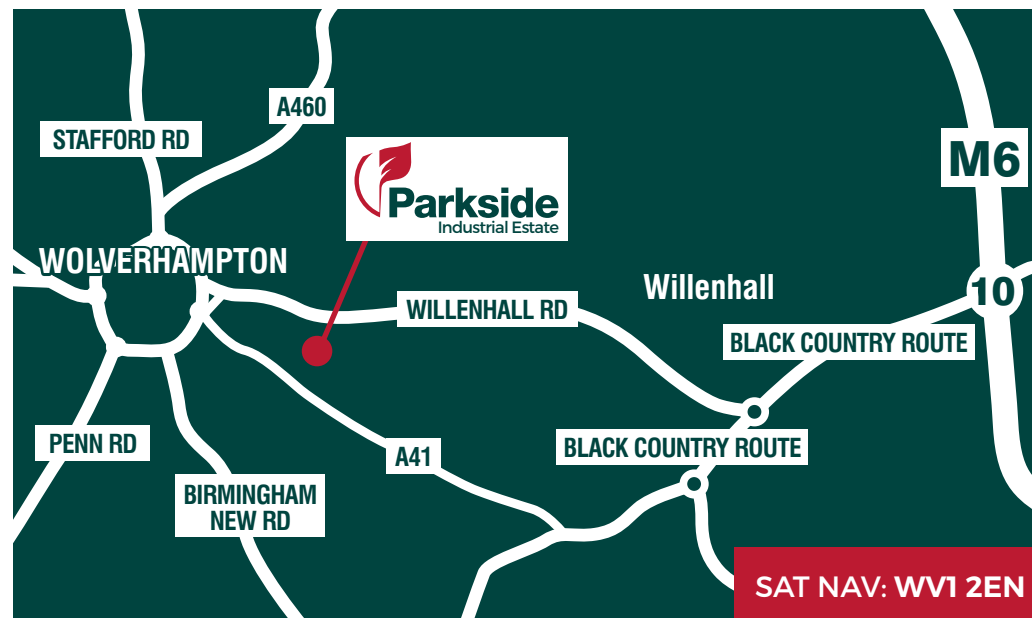 A460
STAFFORD RD
M6
Parkside
Industrial Estate
WOLVERHAMPTON
Willenhall
10
WILLENHALL RD
BLACK COUNTRY ROUTE
PENN RD
A41
BLACK COUNTRY ROUTE
BIRMINGHAM
NEW RD
SAT NAV: WV1 2EN